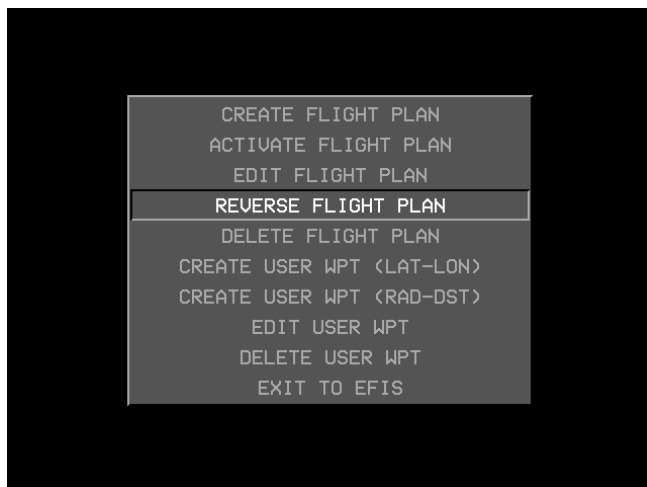 CREATE FLIGHT PLAN
ACTIVATE FLIGHT PLAN
EDIT FLIGHT PLAN
REVERSE FLIGHT PLAN
DELETE FLIGHT PLAN
CREATE USER WPT (LAT-LON)
CREATE USER WPT (RAD-DST)
EDIT USER WPT
DELETE USER WPT
EXIT TO EFIS